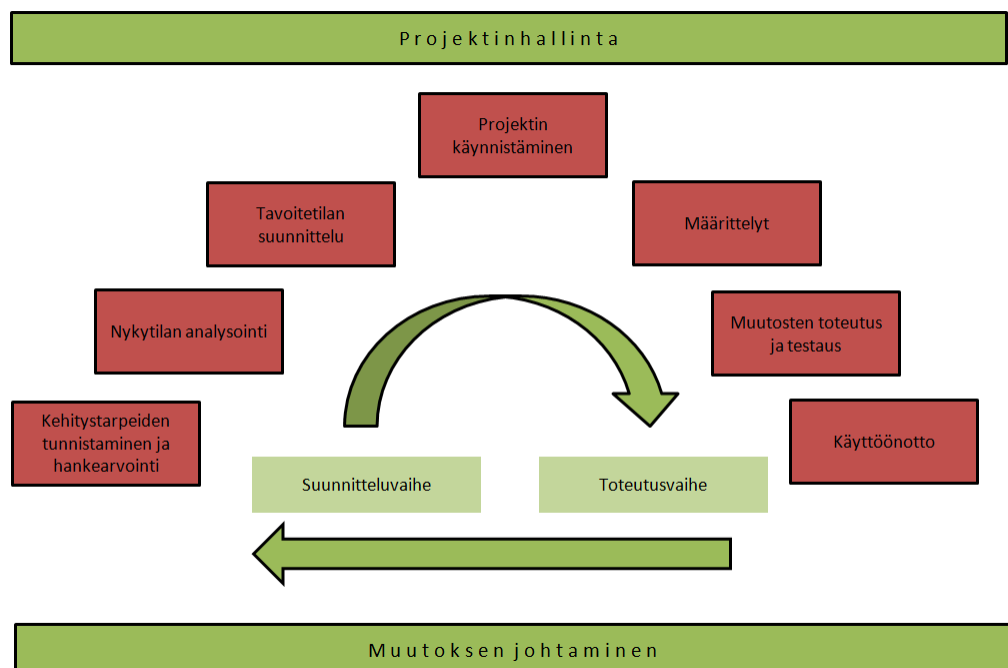 Projektinhallinta
Projektin
käynnistäminen
Tavoitetilan
suunnittelu
Määrittelyt
Nykytilan analysointi
Muutosten toteutus
ja testaus
Kehitystarpeiden
tunnistaminen ja
hankearvointi
Käyttöönotto
Suunnitteluvaihe
Toteutusvaihe
Muutoksen johtaminen